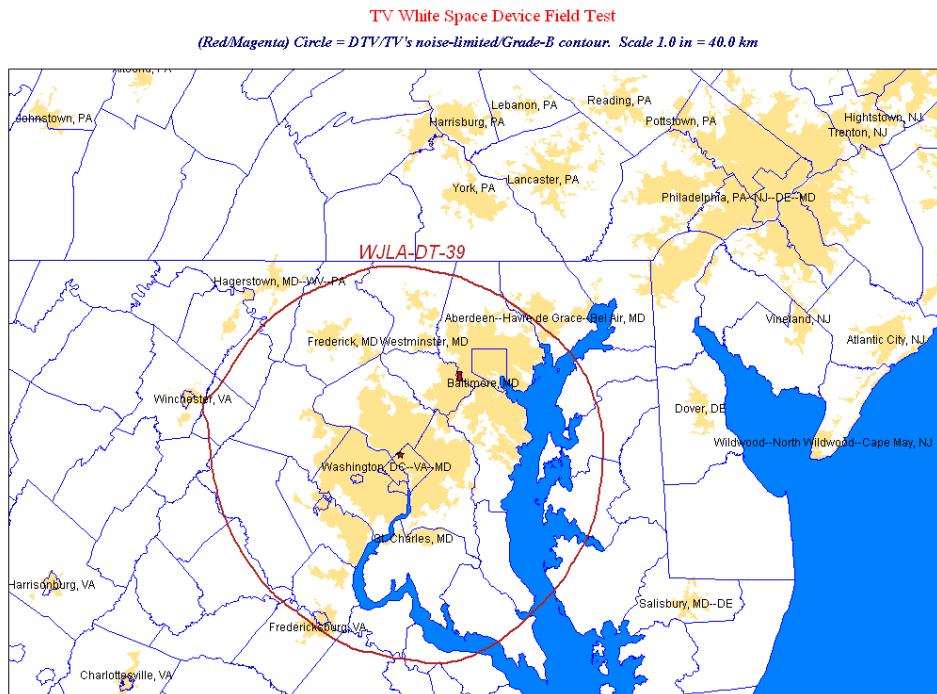 TV White Space Device Field Test
(Red/Magenta) Circle = DTV/TV's noise-limited/Grade-B contour. Scale 1.0 in = 40.0 km
Altoona, PA
Johnstown, PA
Lebanon, PA
Reading, PA
Harrisburg, PA
Pottstown, PA
Hightstown, NJ
Trenton, NJ
York, PA
Lancaster, PA
Philadelphia, PA--NJ--DE--MD
WJLA-DT-39
Hagerstown, MD--WV--PA
Aberdeen--Havre de Grace--Bel Air, MD
Vineland, NJ
Frederick, MD
Westminster, MD
Atlantic City, NJ
Baltimore, MD
Winchester, VA
Dover, DE
Wildwood--North Wildwood--Cape May, NJ
Washington, DC--VA--MD
St. Charles, MD
Harrisonburg, VA
Salisbury, MD--DE
Fredericksburg, VA
Charlottesville, VA